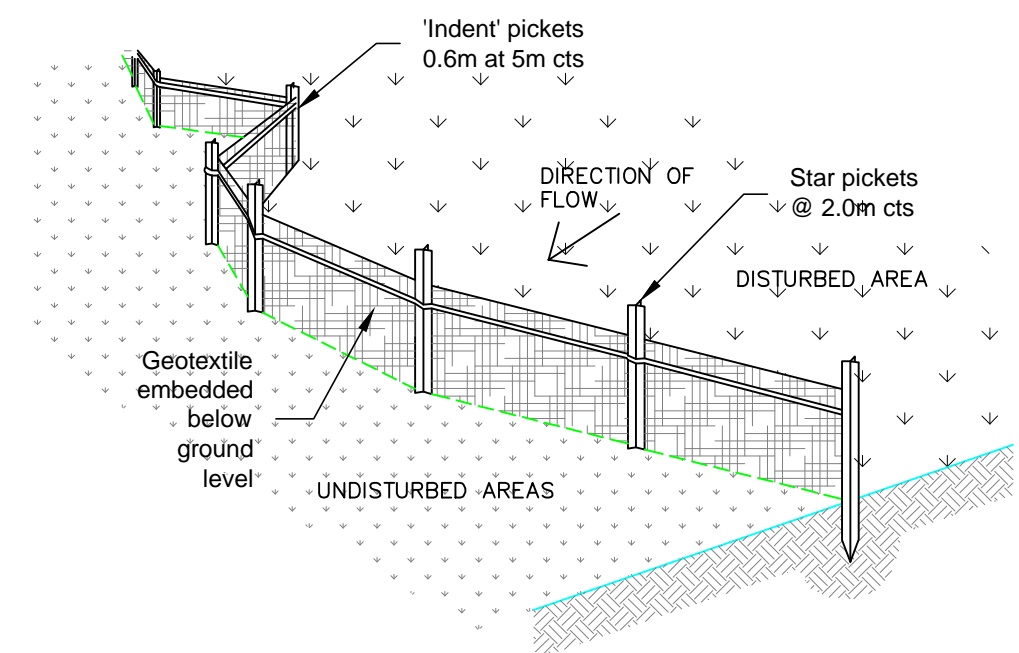 'Indent' pickets
0.6m at 5m cts
DIRECTION OF
FLOW
Star pickets
@ 2.0m cts
DISTURBED AREA
Geotextile
embedded
below
ground
level
UNDISTURBED AREAS